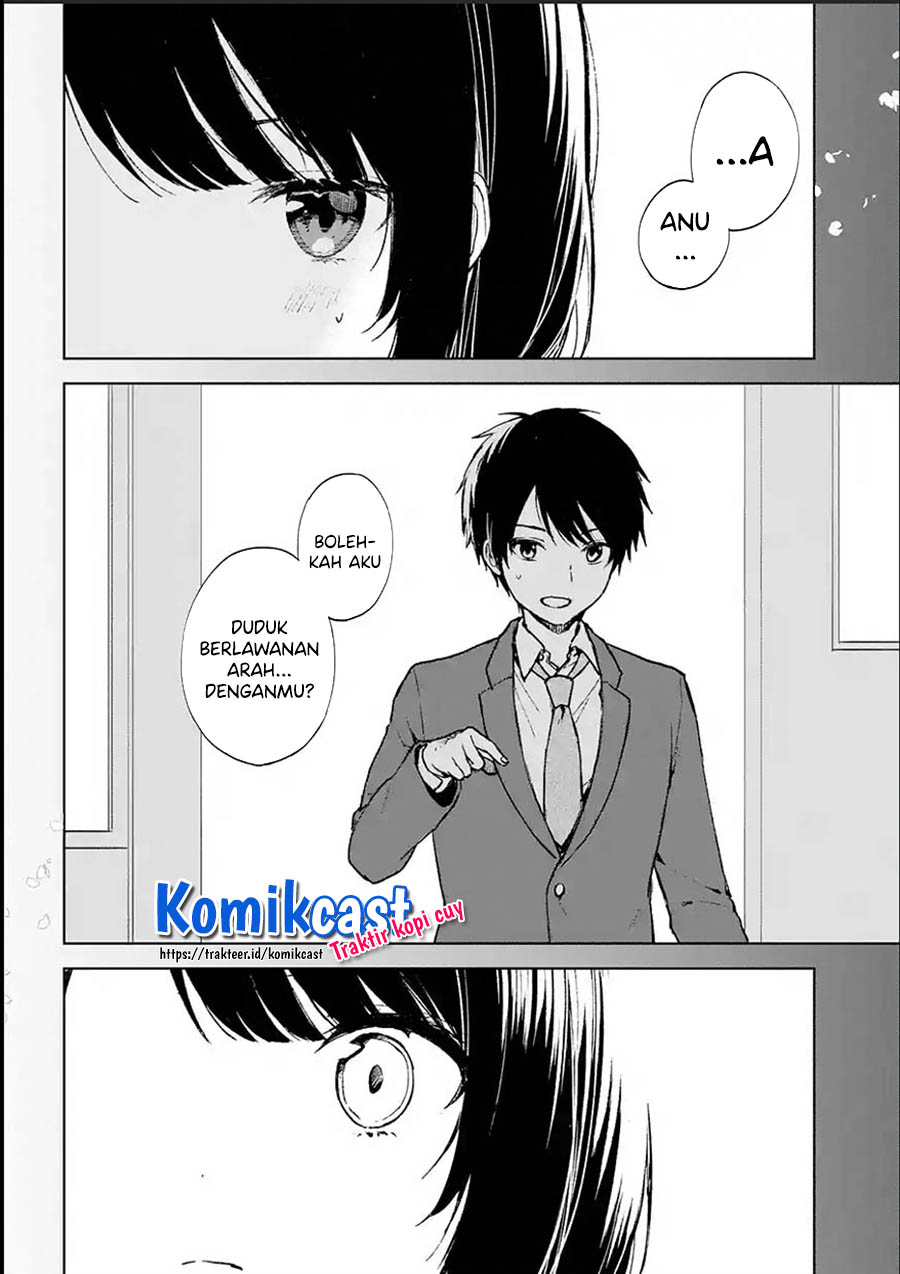 ...A
ANU
...
BOLEH-
KAH AKU
DUDUK
BERLAWANAN
ARAH...
DENGANMU?
Komikcast
Traktir kopi cuy
https://trakteer.id/komikcast